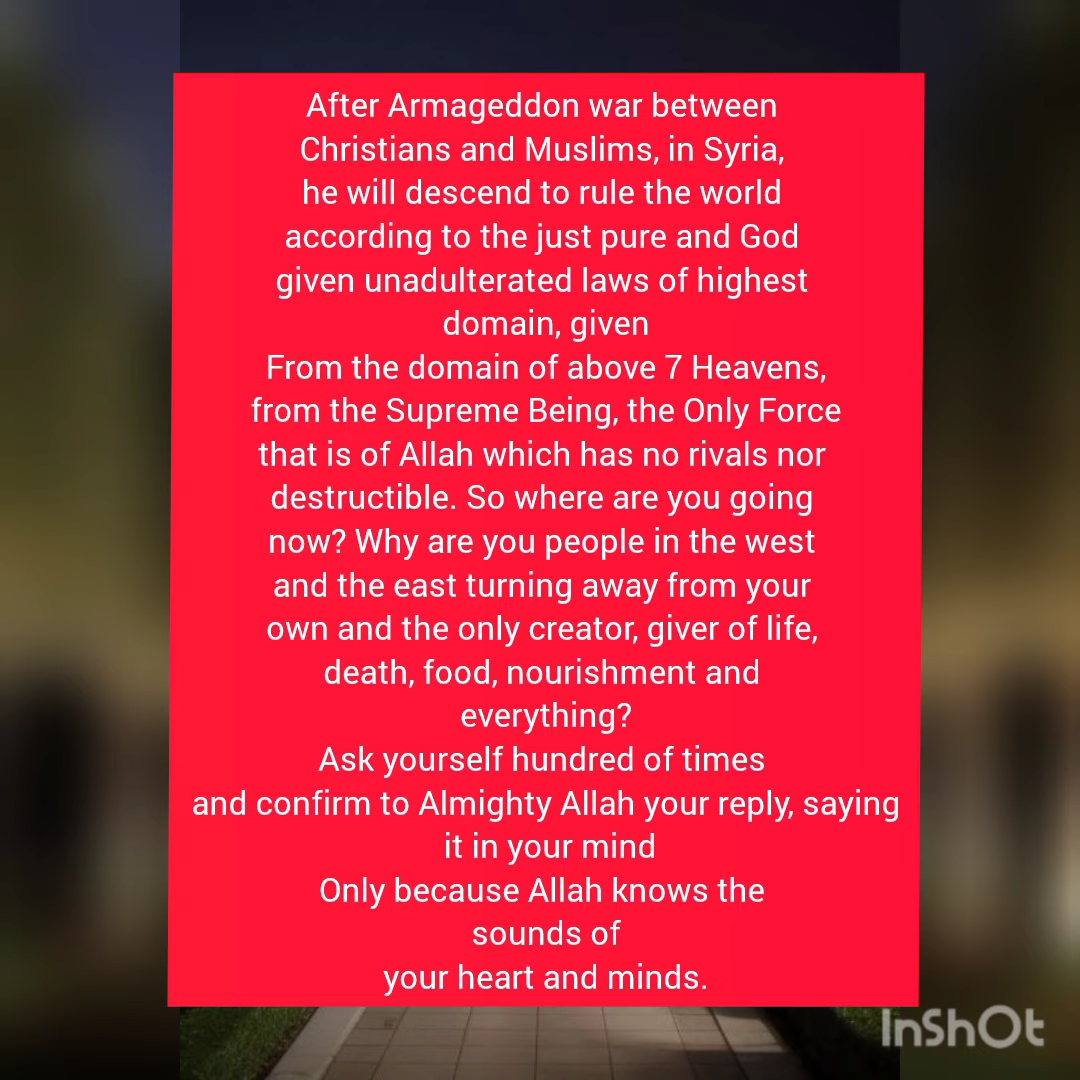 After Armageddon war between
Christians and Muslims, in Syria,
he will descend to rule the world
according to the just pure and God
given unadulterated laws of highest
domain, given
From the domain of above 7 Heavens,
from the Supreme Being, the Only Force
that is of Allah which has no rivals nor
destructible. So where are you going
now? Why are you people in the west
and the east turning away from your
own and the only creator, giver of life,
death, food, nourishment and
everything?
Ask yourself hundred of times
and confirm to Almighty Allah your reply, saying
it in your mind
Only because Allah knows the
sounds of
your heart and minds.
InShOt